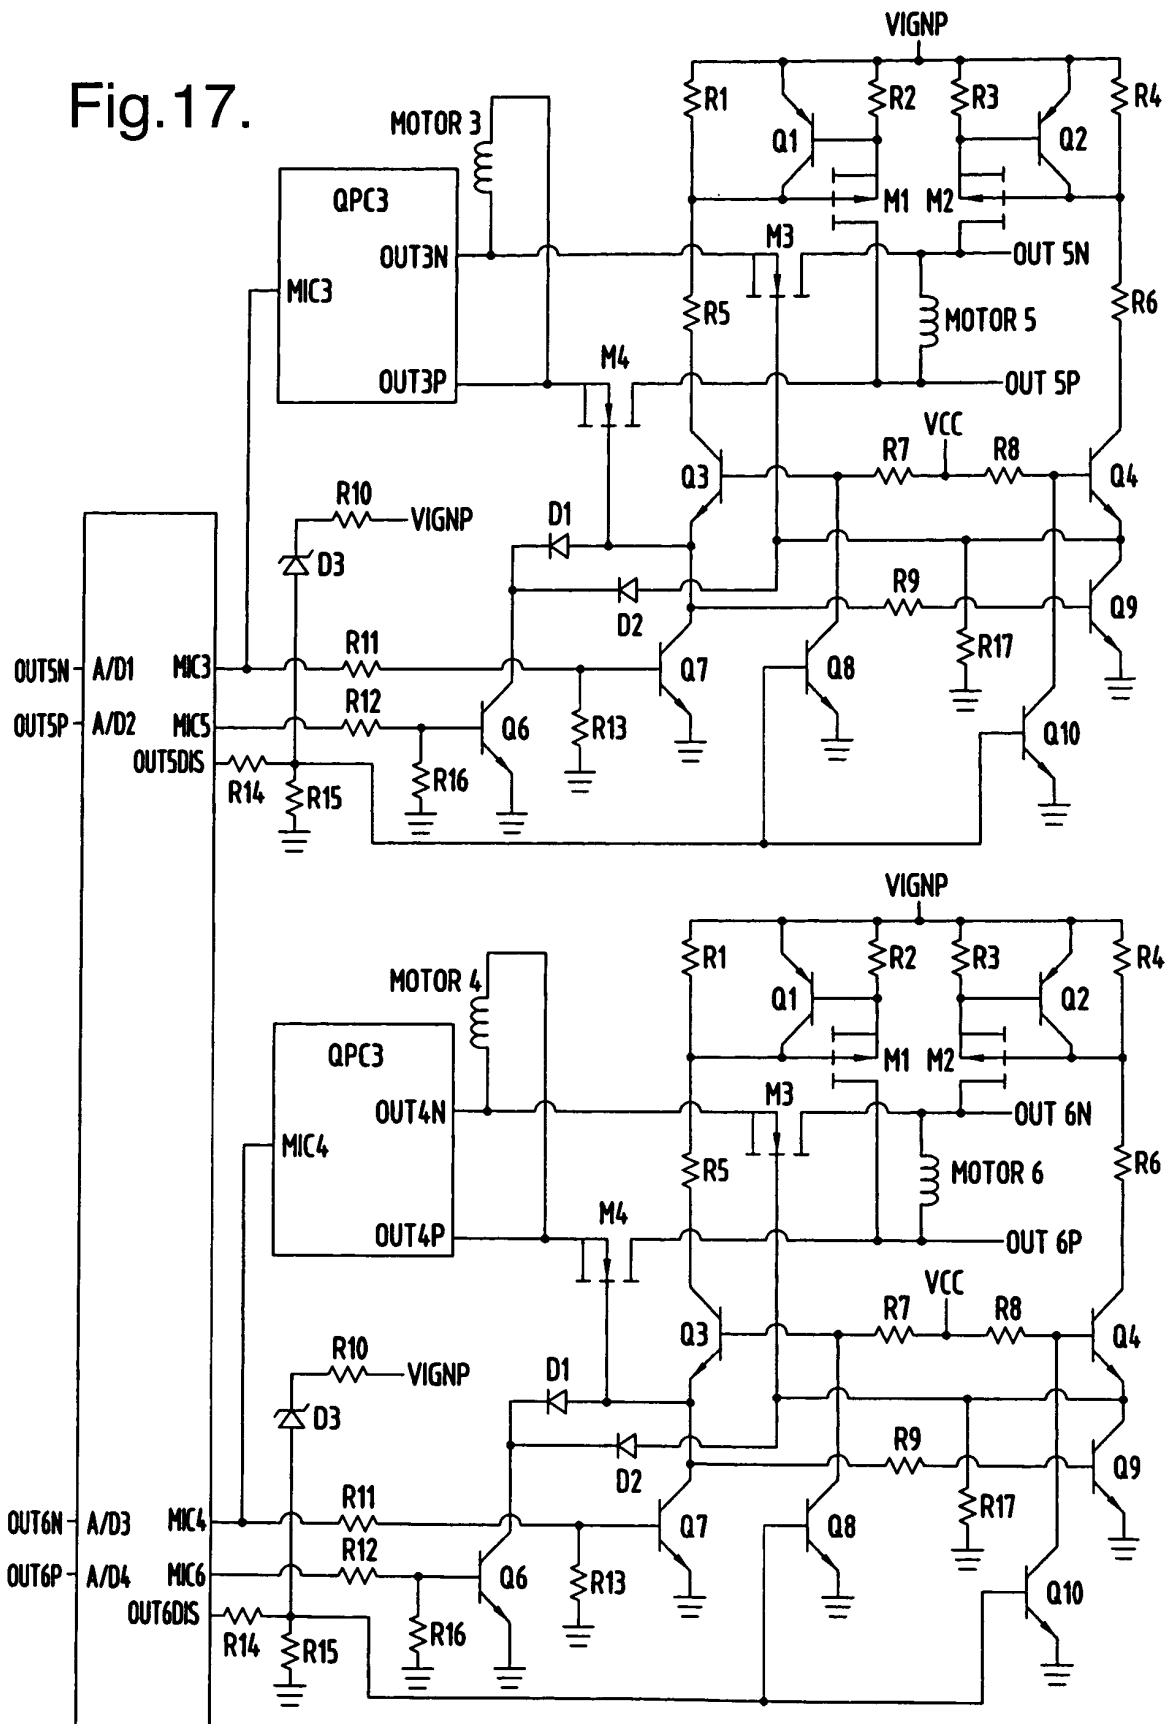 Fig.17.
VIGNP
MOTOR 3
R1
R2
R3
R4
Q1
Q2
QPC3
M1
M2
OUT3N
M3
OUT 5N
MIC3
R5
MOTOR 5
R6
OUT3P
M4
OUT 5P
VCC
R7
R8
Q3
Q4
R10
VIGNP
D1
D3
D2
R9
Q9
OUT5N
A/D1
MIC3
R11
Q7
Q8
R17
OUT5P
A/D2
MIC5
R12
Q6
R13
Q10
OUT5DIS
R14
R15
R16
VIGNP
MOTOR 4
R1
R2
R3
R4
Q1
Q2
QPC3
M1
M2
OUT4N
M3
OUT 6N
MIC4
R5
MOTOR 6
R6
OUT4P
M4
OUT 6P
VCC
R7
R8
Q3
Q4
R10
VIGNP
D1
D3
D2
R9
Q9
OUT6N
A/D3
MIC4
R11
Q7
Q8
R17
OUT6P
A/D4
MIC6
R12
Q6
R13
Q10
OUT6DIS
R14
R15
R16